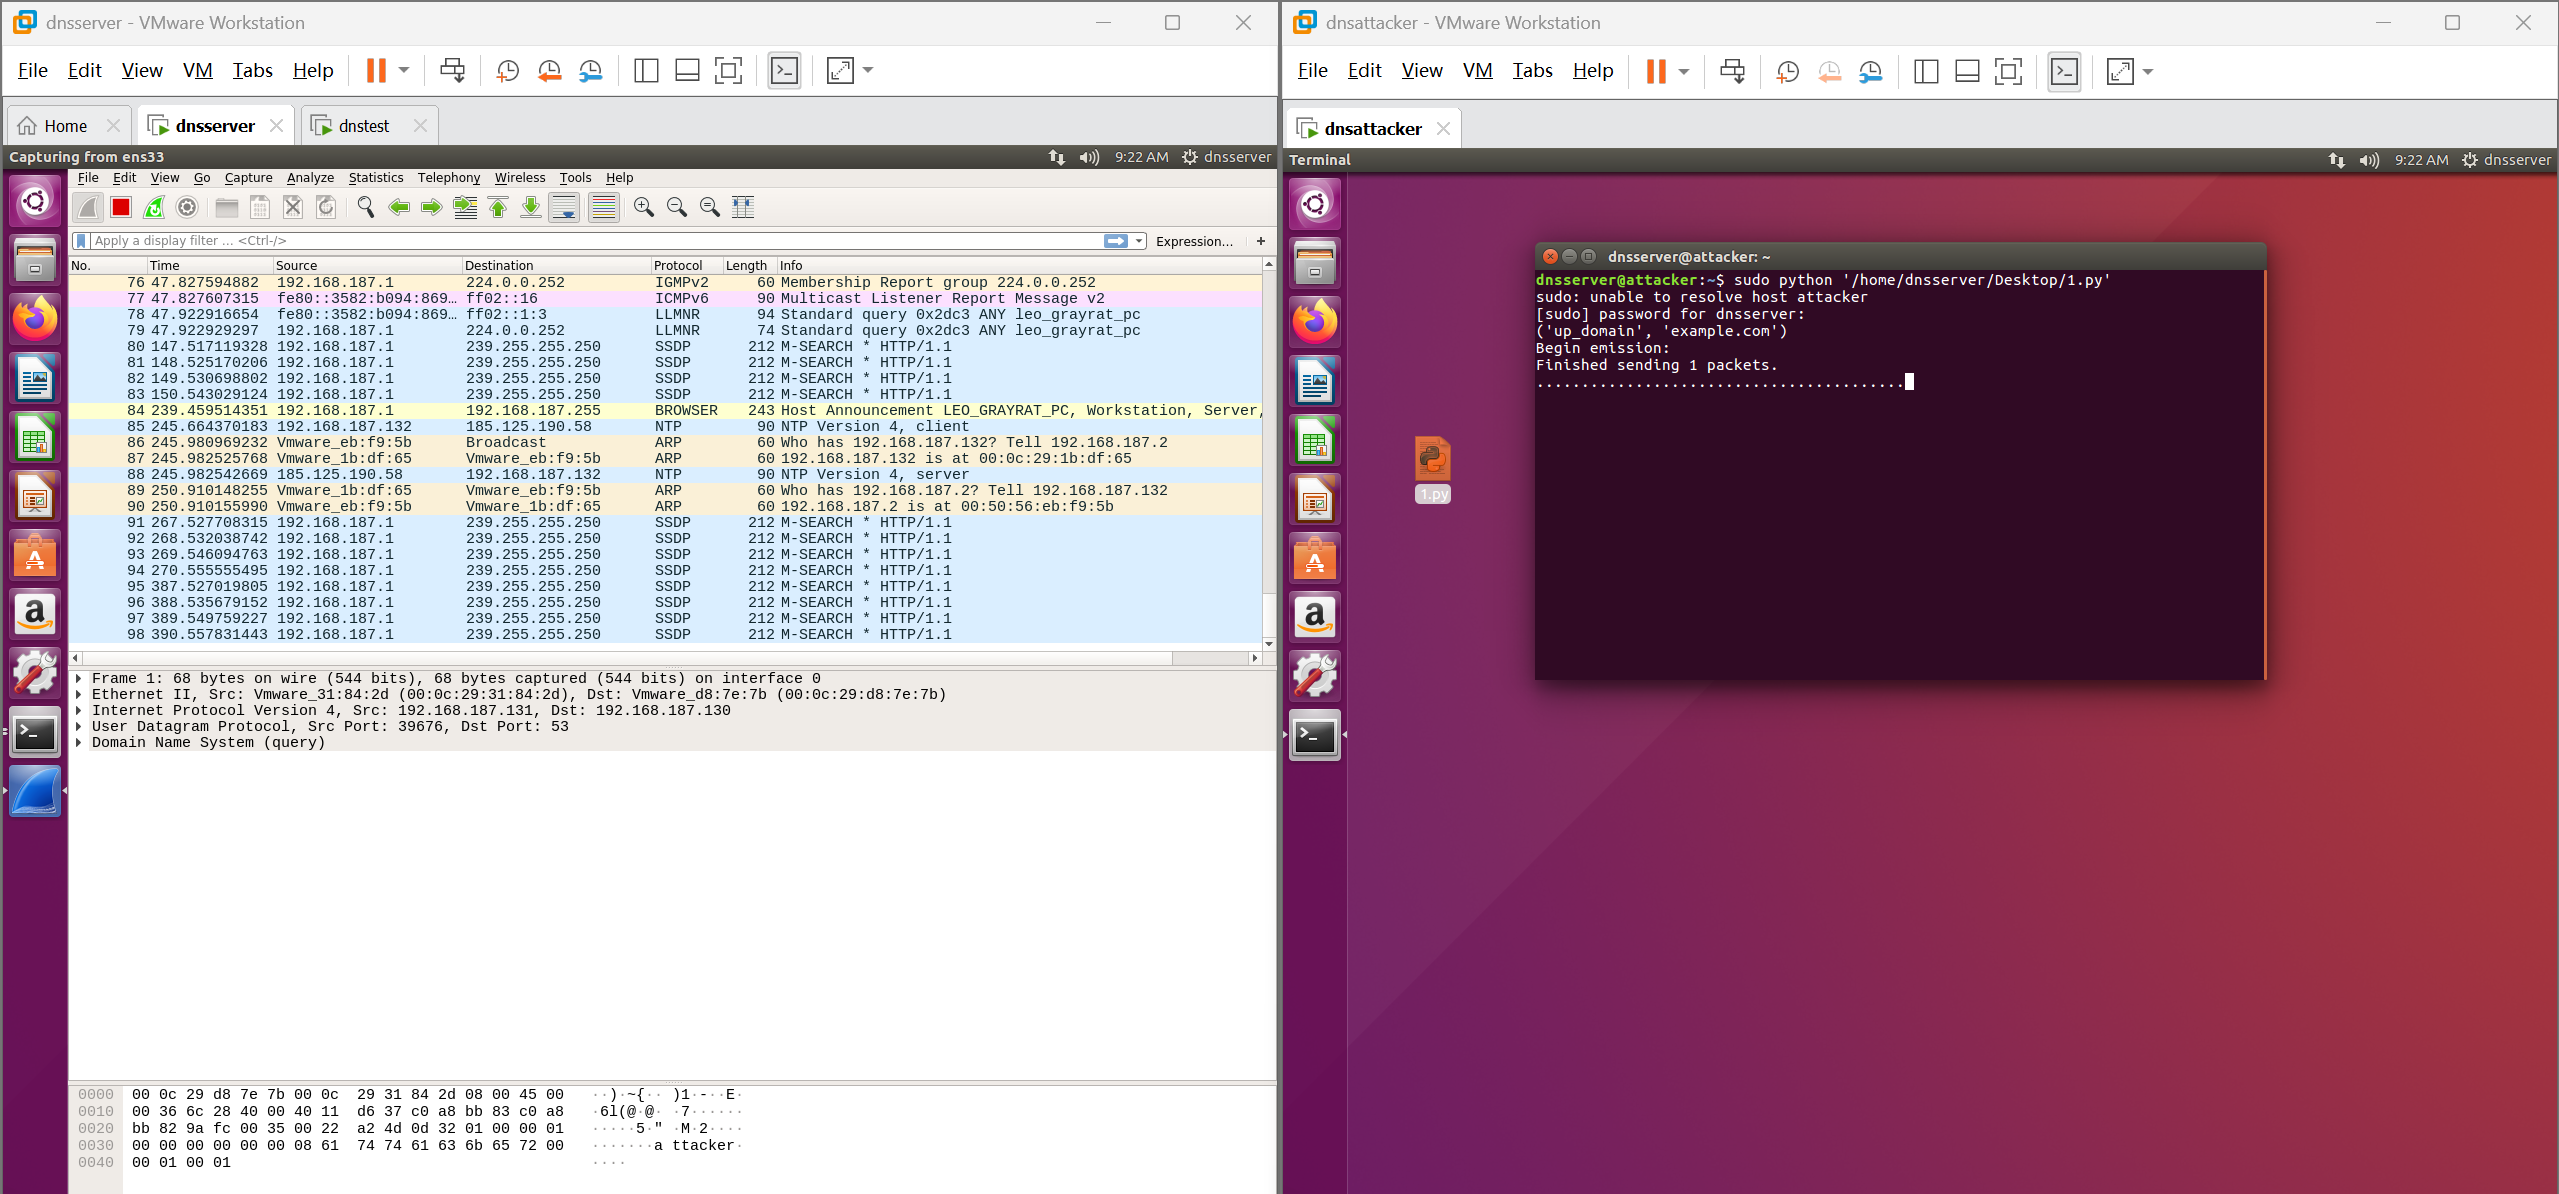 dnsserver - VMware Workstation
File Edit View VM Tabs Help
Home dnsserver dnstest
Capturing from ens33 9:22 AM dnsserver
File Edit View Go Capture Analyze Statistics Telephony Wireless Tools Help
Apply a display filter ... <Ctrl-/> Expression... +
No. Time Source Destination Protocol Length Info
76 47.827594882 192.168.187.1 224.0.0.252 IGMPv2 60 Membership Report group 224.0.0.252
77 47.827607315 fe80::3582:b094:869... ff02::16 ICMPv6 90 Multicast Listener Report Message v2
78 47.922916654 fe80::3582:b094:869... ff02::1:3 LLMNR 94 Standard query 0x2dc3 ANY leo_grayrat_pc
79 47.922929297 192.168.187.1 224.0.0.252 LLMNR 74 Standard query 0x2dc3 ANY leo_grayrat_pc
80 147.517119328 192.168.187.1 239.255.255.250 SSDP 212 M-SEARCH * HTTP/1.1
81 148.525170206 192.168.187.1 239.255.255.250 SSDP 212 M-SEARCH * HTTP/1.1
82 149.530698802 192.168.187.1 239.255.255.250 SSDP 212 M-SEARCH * HTTP/1.1
83 150.543029124 192.168.187.1 239.255.255.250 SSDP 212 M-SEARCH * HTTP/1.1
84 239.459514351 192.168.187.1 192.168.187.255 BROWSER 243 Host Announcement LEO_GRAYRAT_PC, Workstation, Server,
85 245.664370183 192.168.187.132 185.125.190.58 NTP 90 NTP Version 4, client
86 245.980969232 Vmware_eb:f9:5b Broadcast ARP 60 Who has 192.168.187.132? Tell 192.168.187.2
87 245.982525768 Vmware_1b:df:65 Vmware_eb:f9:5b ARP 60 192.168.187.132 is at 00:0c:29:1b:df:65
88 245.982542669 185.125.190.58 192.168.187.132 NTP 90 NTP Version 4, server
89 250.910148255 Vmware_1b:df:65 Vmware_eb:f9:5b ARP 60 Who has 192.168.187.2? Tell 192.168.187.132
90 250.910155990 Vmware_eb:f9:5b Vmware_1b:df:65 ARP 60 192.168.187.2 is at 00:50:56:eb:f9:5b
91 267.527708315 192.168.187.1 239.255.255.250 SSDP 212 M-SEARCH * HTTP/1.1
92 268.532038742 192.168.187.1 239.255.255.250 SSDP 212 M-SEARCH * HTTP/1.1
93 269.546094763 192.168.187.1 239.255.255.250 SSDP 212 M-SEARCH * HTTP/1.1
94 270.555555495 192.168.187.1 239.255.255.250 SSDP 212 M-SEARCH * HTTP/1.1
95 387.527019805 192.168.187.1 239.255.255.250 SSDP 212 M-SEARCH * HTTP/1.1
96 388.535679152 192.168.187.1 239.255.255.250 SSDP 212 M-SEARCH * HTTP/1.1
97 389.549759227 192.168.187.1 239.255.255.250 SSDP 212 M-SEARCH * HTTP/1.1
98 390.557831443 192.168.187.1 239.255.255.250 SSDP 212 M-SEARCH * HTTP/1.1
Frame 1: 68 bytes on wire (544 bits), 68 bytes captured (544 bits) on interface 0
Ethernet II, Src: Vmware_31:84:2d (00:0c:29:31:84:2d), Dst: Vmware_d8:7e:7b (00:0c:29:d8:7e:7b)
Internet Protocol Version 4, Src: 192.168.187.131, Dst: 192.168.187.130
User Datagram Protocol, Src Port: 39676, Dst Port: 53
Domain Name System (query)
0000 00 0c 29 d8 7e 7b 00 0c 29 31 84 2d 08 00 45 00 ··)·~{·· )1·-··E·
0010 00 36 6c 28 40 00 40 11 d6 37 c0 a8 bb 83 c0 a8 ·6l(@·@· ·7······
0020 bb 82 9a fc 00 35 00 22 a2 4d 0d 32 01 00 00 01 ·····5·" ·M·2····
0030 00 00 00 00 00 00 08 61 74 74 61 63 6b 65 72 00 ·······a ttacker·
0040 00 01 00 01 ····
dnsattacker - VMware Workstation
File Edit View VM Tabs Help
dnsattacker
Terminal 9:22 AM dnsserver
1.py
dnsserver@attacker: ~
dnsserver@attacker:~$ sudo python '/home/dnsserver/Desktop/1.py'
sudo: unable to resolve host attacker
[sudo] password for dnsserver:
('up_domain', 'example.com')
Begin emission:
Finished sending 1 packets.
.........................................